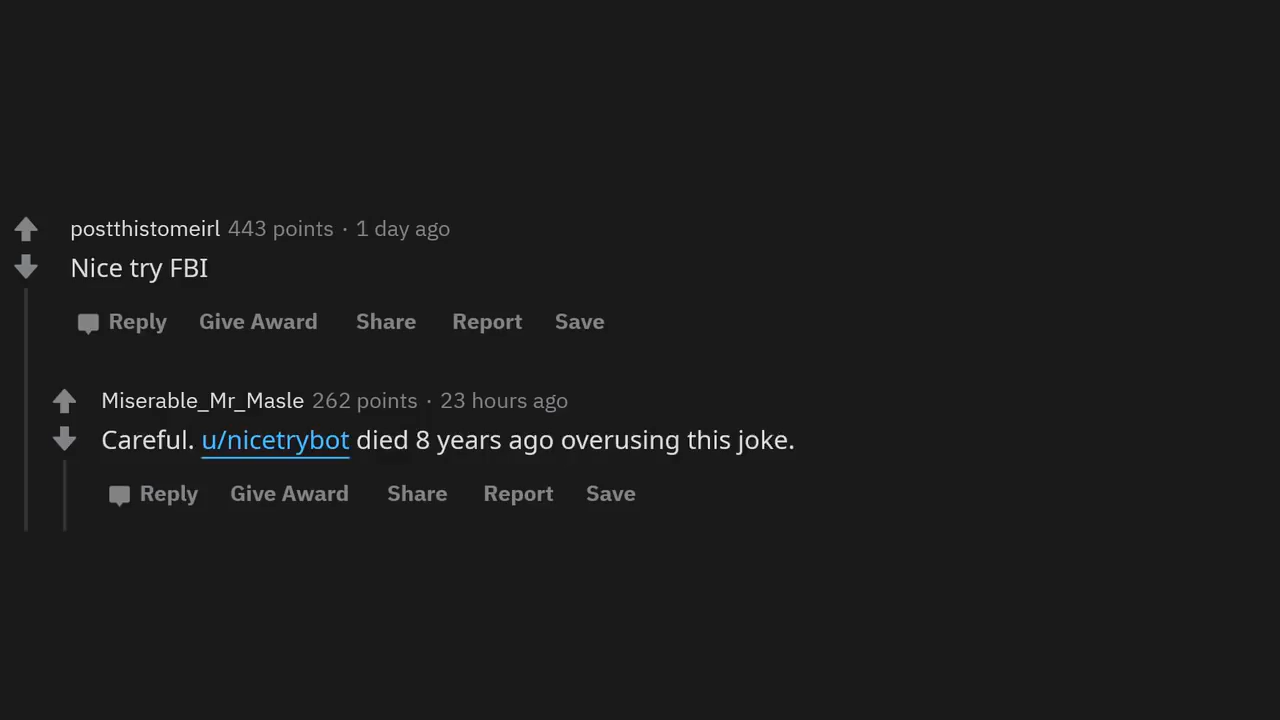 postthistomeirl 443 points · 1 day ago
Nice try FBI
Reply Give Award Share Report Save
Miserable_Mr_Masle 262 points · 23 hours ago
Careful. u/nicetrybot died 8 years ago overusing this joke.
Reply Give Award Share Report Save